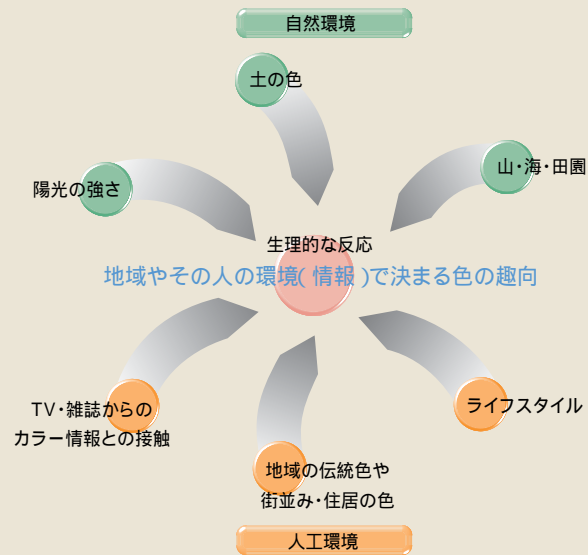 自然環境
土の色
山・海・田園
陽光の強さ
生理的な反応
地域やその人の環境(情報)で決まる色の趣向
TV・雑誌からの
カラー情報との接触
ライフスタイル
地域の伝統色や
街並み・住居の色
人工環境